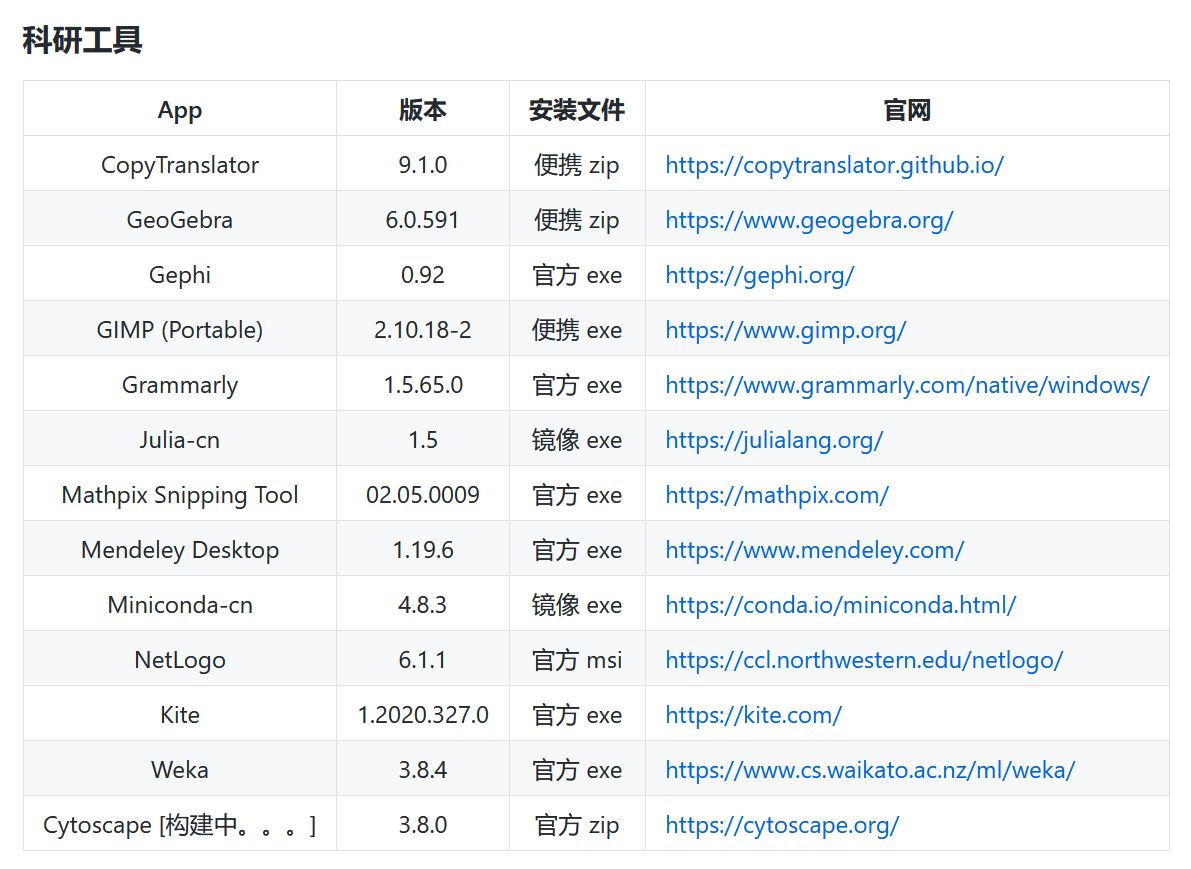 科研工具
App 版本 安装文件 官网
CopyTranslator 9.1.0 便携 zip https://copytranslator.github.io/
GeoGebra 6.0.591 便携 zip https://www.geogebra.org/
Gephi 0.92 官方 exe https://gephi.org/
GIMP (Portable) 2.10.18-2 便携 exe https://www.gimp.org/
Grammarly 1.5.65.0 官方 exe https://www.grammarly.com/native/windows/
Julia-cn 1.5 镜像 exe https://julialang.org/
Mathpix Snipping Tool 02.05.0009 官方 exe https://mathpix.com/
Mendeley Desktop 1.19.6 官方 exe https://www.mendeley.com/
Miniconda-cn 4.8.3 镜像 exe https://conda.io/miniconda.html/
NetLogo 6.1.1 官方 msi https://ccl.northwestern.edu/netlogo/
Kite 1.2020.327.0 官方 exe https://kite.com/
Weka 3.8.4 官方 exe https://www.cs.waikato.ac.nz/ml/weka/
Cytoscape [构建中。。。] 3.8.0 官方 zip https://cytoscape.org/